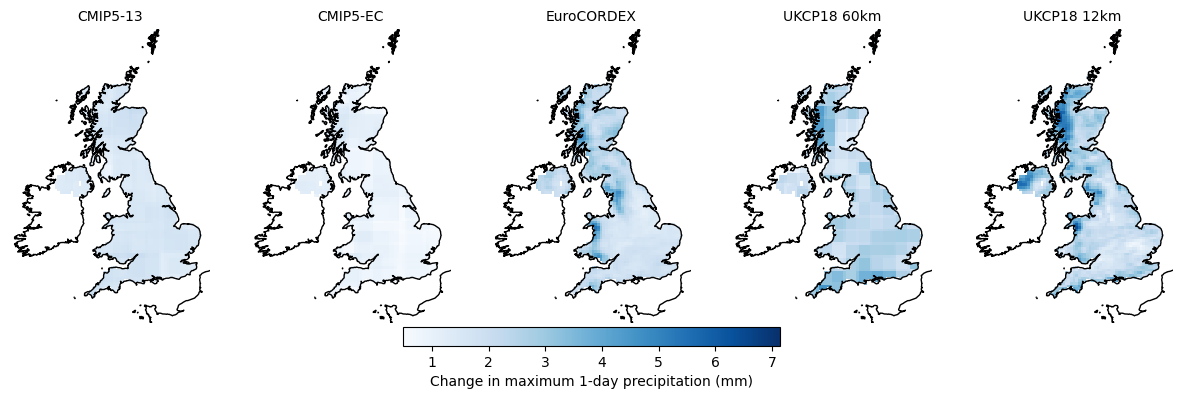 CMIP5-13 CMIP5-EC EuroCORDEX UKCP18 60km UKCP18 12km
1 2 3 4 5 6 7
Change in maximum 1-day precipitation (mm)